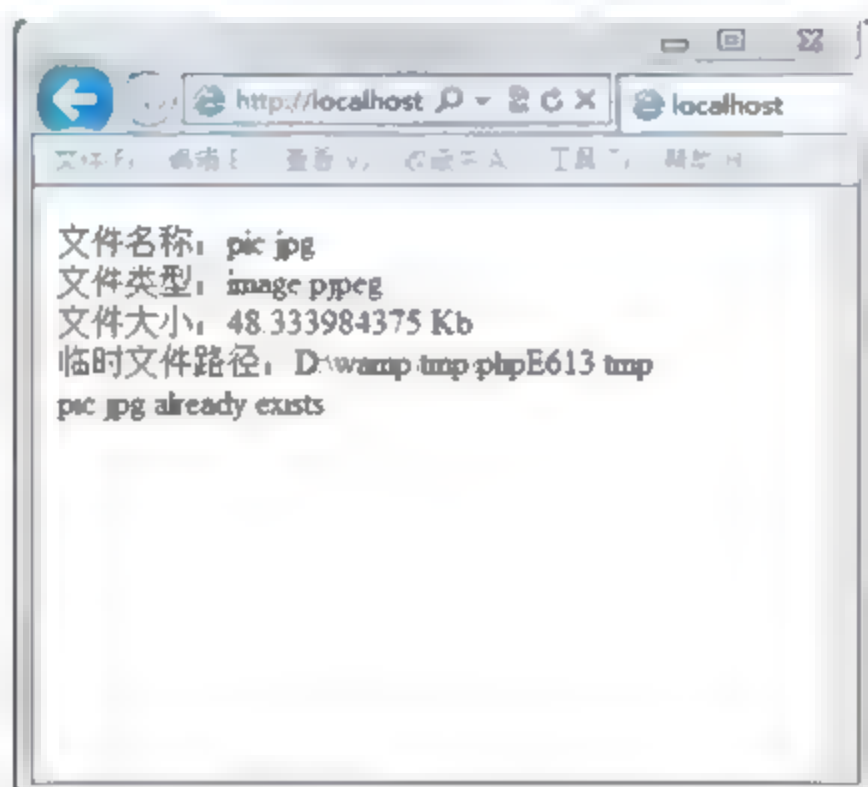 http://localhost
localhost
文件名称：pic jpg
文件类型：image pjpeg
文件大小：48.333984375 Kb
临时文件路径：D:\wamp tmp phpE613 tmp
pic jpg already exists